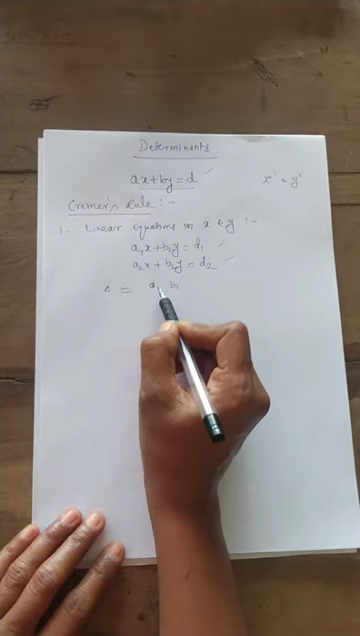 Determinants
ax+by=d ✓ x' & y'
Cramer's Rule :-
1. Linear Equations in x & y :-
a₁x+b₁y=d₁ ✓
a₂x+b₂y=d₂ ✓
= a b₁